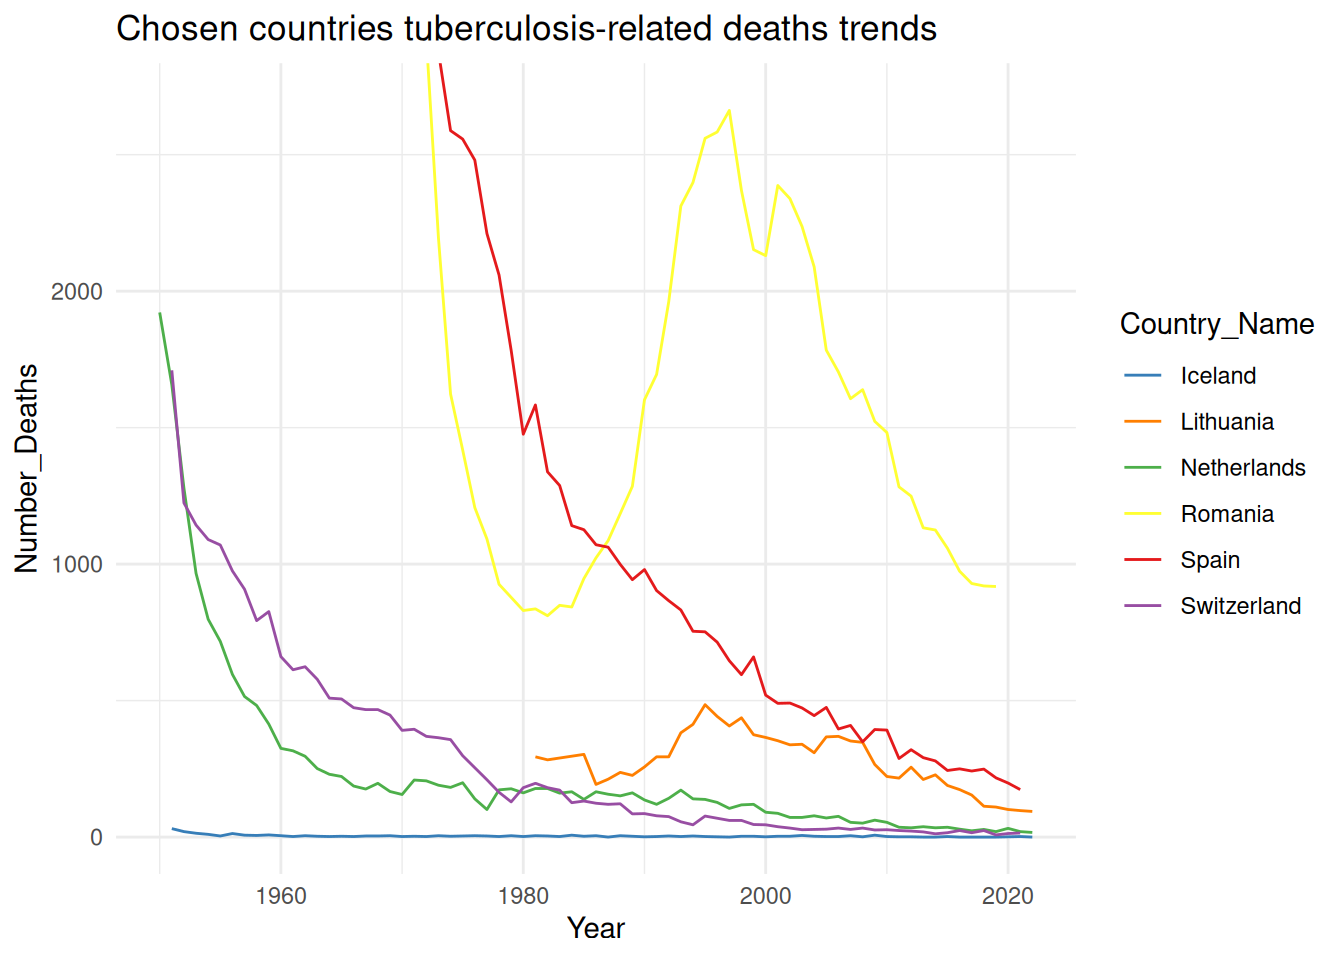 Chosen countries tuberculosis-related deaths trends
Number_Deaths
2000
1000
0
1960
1980
2000
2020
Year
Country_Name
Iceland
Lithuania
Netherlands
Romania
Spain
Switzerland